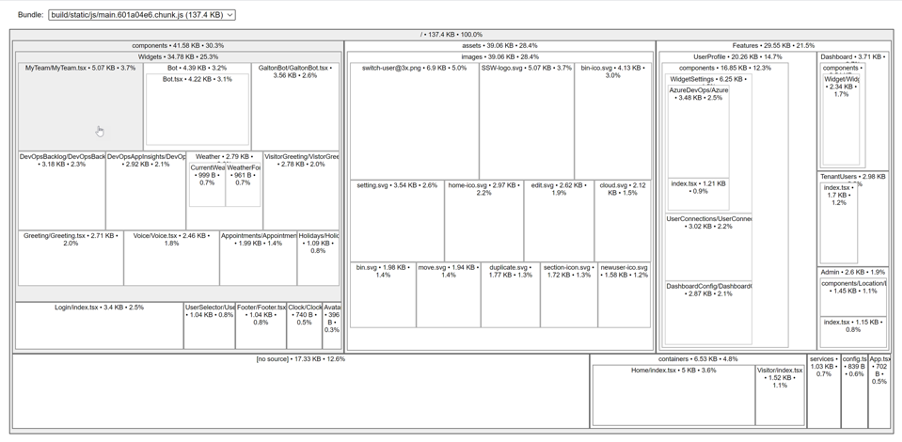 Bundle: build/static/js/main.601a04e6.chunk.js (137.4 KB)
/ • 137.4 KB • 100.0%
components • 41.58 KB • 30.3%
Widgets • 34.78 KB • 25.3%
MyTeam/MyTeam.tsx • 5.07 KB • 3.7%
Bot • 4.39 KB • 3.2%
Bot.tsx • 4.22 KB • 3.1%
GaltonBot/GaltonBot.tsx •
3.56 KB • 2.6%
DevOpsBacklog/DevOpsBack
• 3.18 KB • 2.3%
DevOpsAppInsights/DevOp
• 2.92 KB • 2.1%
Weather • 2.79 KB •
CurrentWea
• 999 B •
0.7%
WeatherFo
• 961 B •
0.7%
VisitorGreeting/VisitorGree
• 2.78 KB • 2.0%
Greeting/Greeting.tsx • 2.71 KB •
2.0%
Voice/Voice.tsx • 2.46 KB •
1.8%
Appointments/Appointmen
• 1.99 KB • 1.4%
Holidays/Holid
• 1.09 KB •
0.8%
Login/index.tsx • 3.4 KB • 2.5%
UserSelector/Use
• 1.04 KB • 0.8%
Footer/Footer.tsx
• 1.04 KB •
0.8%
Clock/Clock
• 740 B •
0.5%
Avata
• 396
B •
0.3%
assets • 39.06 KB • 28.4%
images • 39.06 KB • 28.4%
switch-user@3x.png • 6.9 KB • 5.0%
SSW-logo.svg • 5.07 KB • 3.7%
bin-ico.svg • 4.13 KB •
3.0%
setting.svg • 3.54 KB • 2.6%
home-ico.svg • 2.97 KB •
2.2%
edit.svg • 2.62 KB •
1.9%
cloud.svg • 2.12
KB • 1.5%
bin.svg • 1.98 KB •
1.4%
move.svg • 1.94 KB •
1.4%
duplicate.svg •
1.77 KB • 1.3%
section-icon.svg •
1.72 KB • 1.3%
newuser-ico.svg
• 1.58 KB • 1.2%
Features • 29.55 KB • 21.5%
UserProfile • 20.26 KB • 14.7%
components • 16.85 KB • 12.3%
WidgetSettings • 6.25 KB •
AzureDevOps/Azure
• 3.48 KB • 2.5%
index.tsx • 1.21 KB
• 0.9%
UserConnections/UserConnec
• 3.02 KB • 2.2%
DashboardConfig/Dashboard
• 2.87 KB • 2.1%
Dashboard • 3.71 KB •
components •
Widget/Widg
• 2.34 KB •
1.7%
TenantUsers • 2.98 KB
index.tsx •
1.7 KB •
1.2%
Admin • 2.6 KB • 1.9%
components/Location/L
• 1.45 KB • 1.1%
index.tsx • 1.15 KB •
0.8%
[no source] • 17.33 KB • 12.6%
containers • 6.53 KB • 4.8%
Home/index.tsx • 5 KB • 3.6%
Visitor/index.tsx
• 1.52 KB •
1.1%
services •
1.03 KB •
0.7%
config.ts
• 839 B
• 0.6%
App.tsx
• 702
B •
0.5%